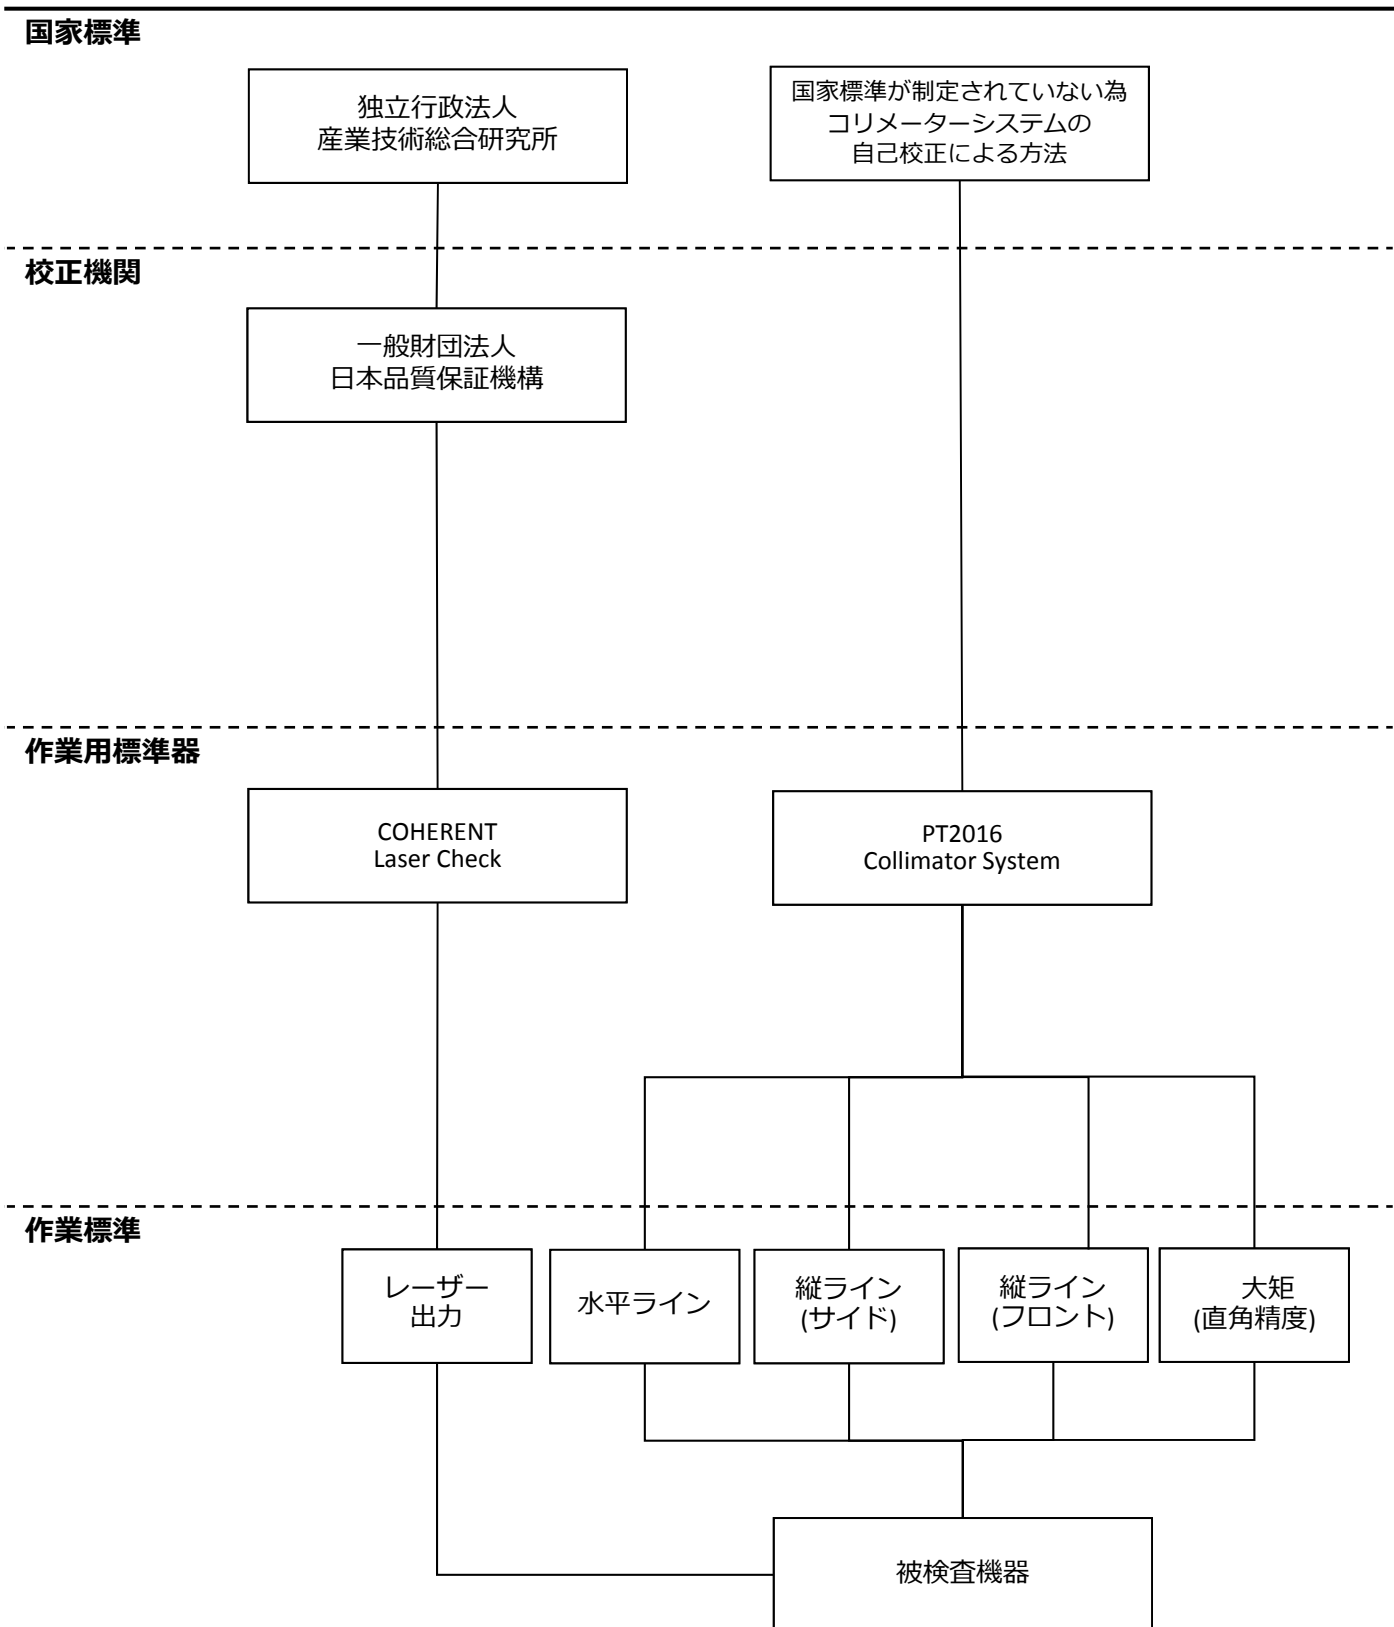 国家標準
独立行政法人
産業技術総合研究所
国家標準が制定されていない為
コリメーターシステムの
自己校正による方法
校正機関
一般財団法人
日本品質保証機構
作業用標準器
COHERENT
Laser Check
PT2016
Collimator System
作業標準
レーザー
出力
水平ライン
縦ライン
(サイド)
縦ライン
(フロント)
大矩
(直角精度)
被検査機器